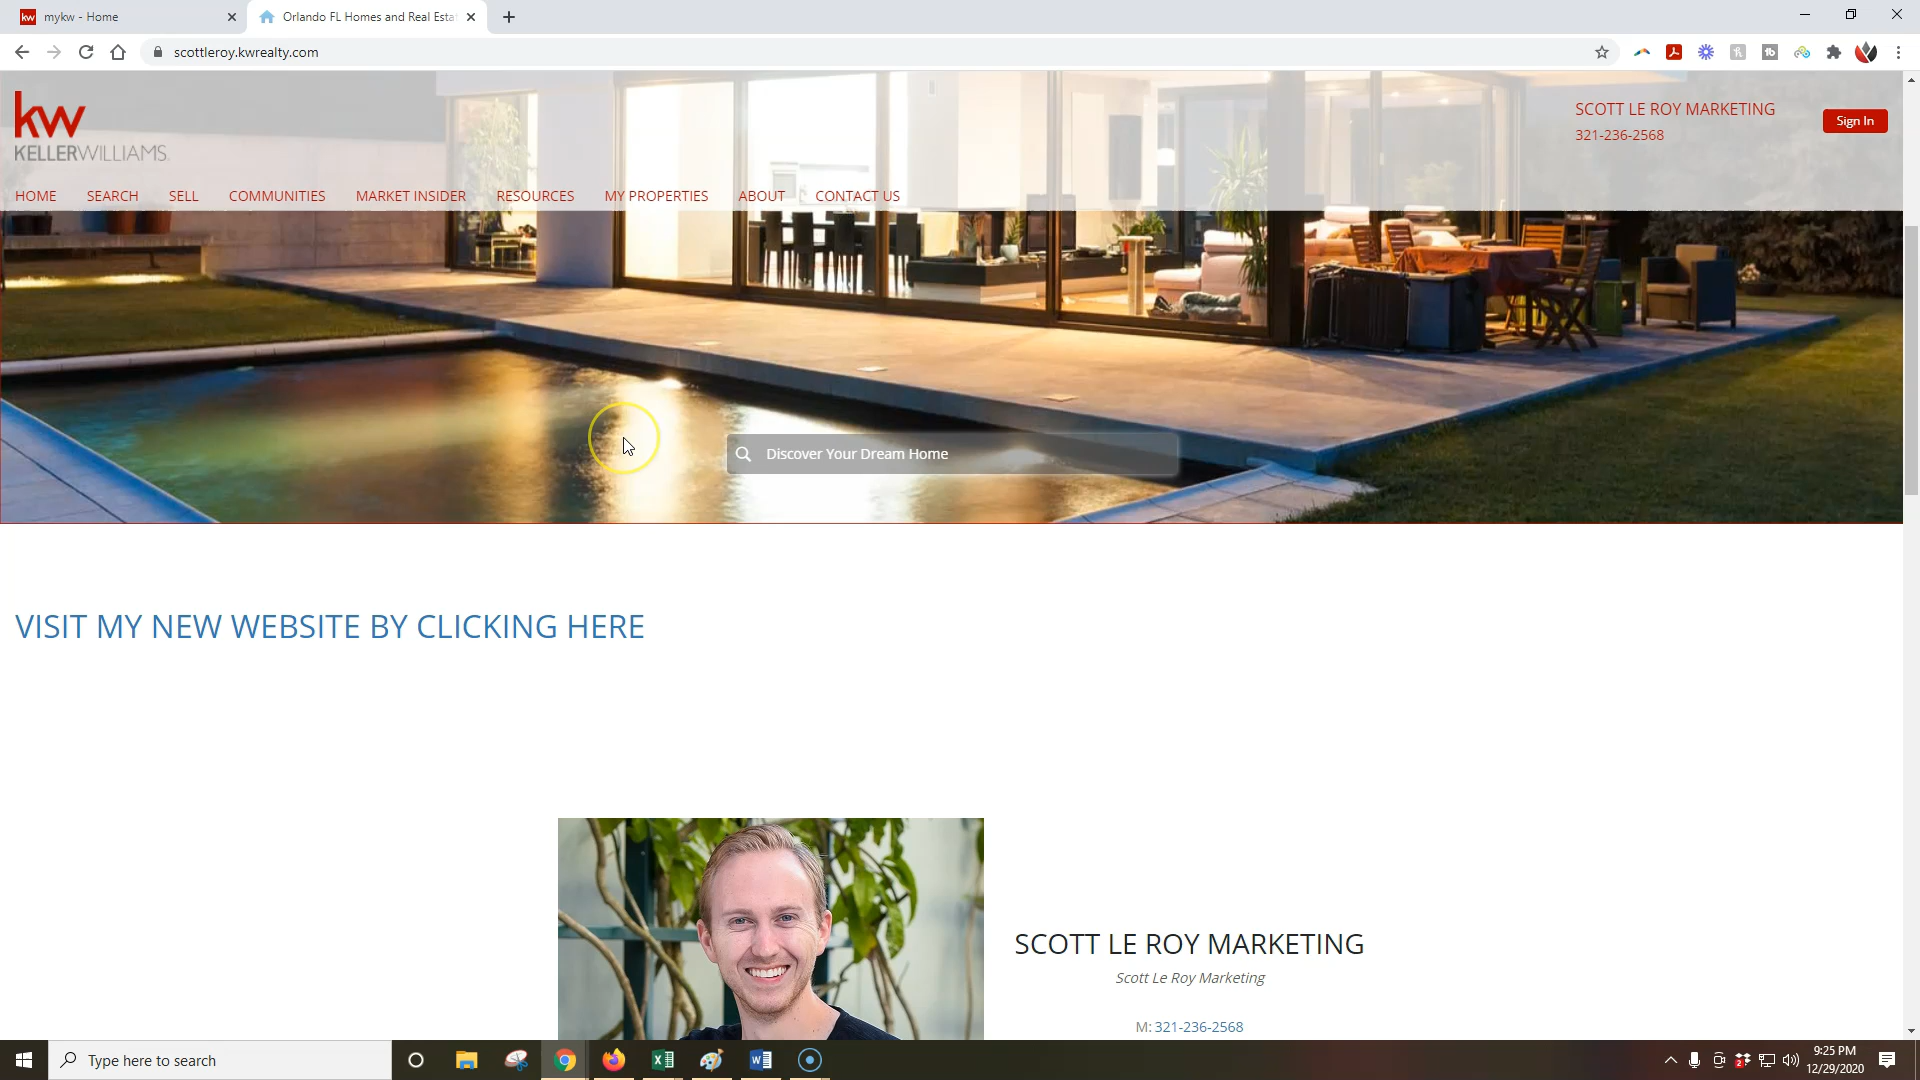 mykw - Home
Orlando FL Homes and Real Esta
scottleroy.kwrealty.com
kw
KELLERWILLIAMS.
SCOTT LE ROY MARKETING
321-236-2568
Sign In
HOME SEARCH SELL COMMUNITIES MARKET INSIDER RESOURCES MY PROPERTIES ABOUT CONTACT US
Discover Your Dream Home
VISIT MY NEW WEBSITE BY CLICKING HERE
SCOTT LE ROY MARKETING
Scott Le Roy Marketing
M: 321-236-2568
Type here to search
9:25 PM
12/29/2020